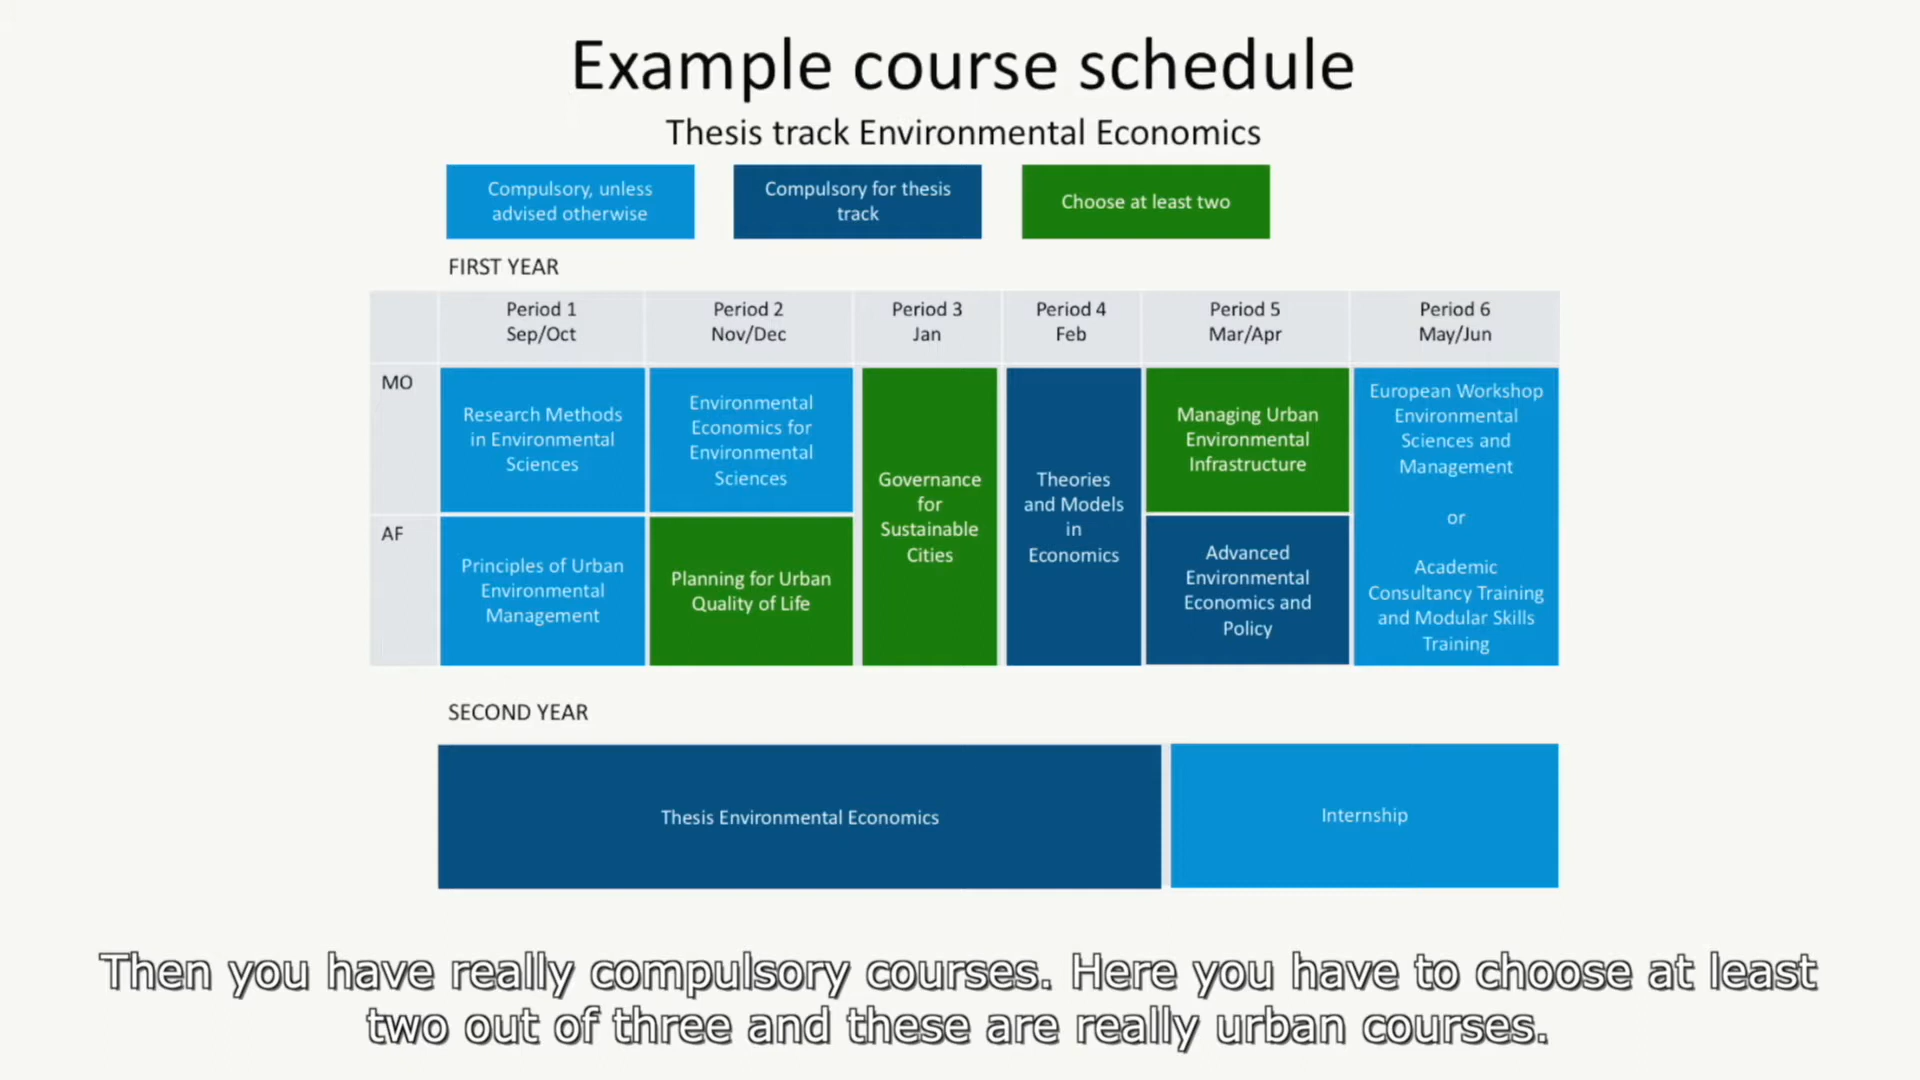 Example course schedule
Thesis track Environmental Economics
Compulsory, unless
advised otherwise
Compulsory for thesis
track
Choose at least two
FIRST YEAR
Period 1
Sep/Oct
Period 2
Nov/Dec
Period 3
Jan
Period 4
Feb
Period 5
Mar/Apr
Period 6
May/Jun
MO
Research Methods
in Environmental
Sciences
Environmental
Economics for
Environmental
Sciences
Governance
for
Sustainable
Cities
Theories
and Models
in
Economics
Managing Urban
Environmental
Infrastructure
European Workshop
Environmental
Sciences and
Management
or
Academic
Consultancy Training
and Modular Skills
Training
AF
Principles of Urban
Environmental
Management
Planning for Urban
Quality of Life
Advanced
Environmental
Economics and
Policy
SECOND YEAR
Thesis Environmental Economics
Internship
Then you have really compulsory courses. Here you have to choose at least
two out of three and these are really urban courses.